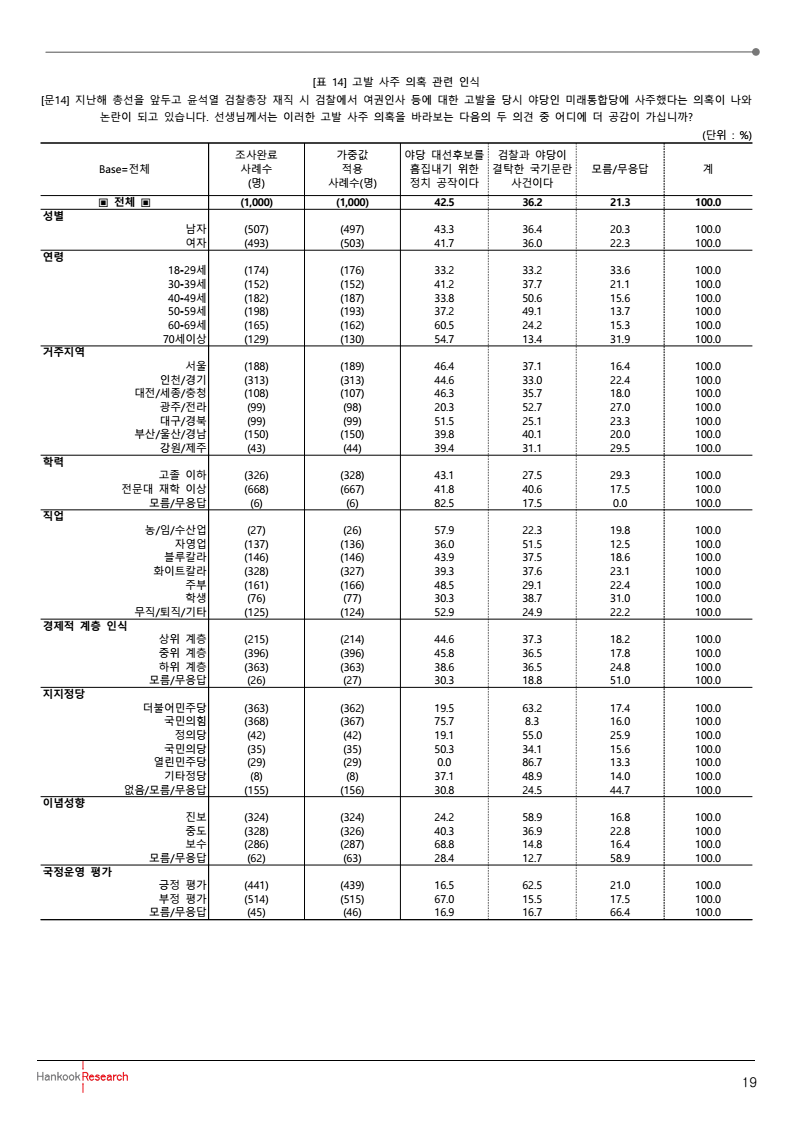 [표 14] 고발 사주 의혹 관련 인식
[문14] 지난해 총선을 앞두고 윤석열 검찰총장 재직 시 검찰에서 여권인사 등에 대한 고발을 당시 야당인 미래통합당에 사주했다는 의혹이 나와
논란이 되고 있습니다. 선생님께서는 이러한 고발 사주 의혹을 바라보는 다음의 두 의견 중 어디에 더 공감이 가십니까?
(단위 : %)
Base=전체 조사완료 사례수 (명) 가중값 적용 사례수(명) 야당 대선후보를 흠집내기 위한 정치 공작이다 검찰과 야당이 결탁한 국기문란 사건이다 모름/무응답 계
▣ 전체 ▣ (1,000) (1,000) 42.5 36.2 21.3 100.0
성별
남자 (507) (497) 43.3 36.4 20.3 100.0
여자 (493) (503) 41.7 36.0 22.3 100.0
연령
18-29세 (174) (176) 33.2 33.2 33.6 100.0
30-39세 (152) (152) 41.2 37.7 21.1 100.0
40-49세 (182) (187) 33.8 50.6 15.6 100.0
50-59세 (198) (193) 37.2 49.1 13.7 100.0
60-69세 (165) (162) 60.5 24.2 15.3 100.0
70세이상 (129) (130) 54.7 13.4 31.9 100.0
거주지역
서울 (188) (189) 46.4 37.1 16.4 100.0
인천/경기 (313) (313) 44.6 33.0 22.4 100.0
대전/세종/충청 (108) (107) 46.3 35.7 18.0 100.0
광주/전라 (99) (98) 20.3 52.7 27.0 100.0
대구/경북 (99) (99) 51.5 25.1 23.3 100.0
부산/울산/경남 (150) (150) 39.8 40.1 20.0 100.0
강원/제주 (43) (44) 39.4 31.1 29.5 100.0
학력
고졸 이하 (326) (328) 43.1 27.5 29.3 100.0
전문대 재학 이상 (668) (667) 41.8 40.6 17.5 100.0
모름/무응답 (6) (6) 82.5 17.5 0.0 100.0
직업
농/임/수산업 (27) (26) 57.9 22.3 19.8 100.0
자영업 (137) (136) 36.0 51.5 12.5 100.0
블루칼라 (146) (146) 43.9 37.5 18.6 100.0
화이트칼라 (328) (327) 39.3 37.6 23.1 100.0
주부 (161) (166) 48.5 29.1 22.4 100.0
학생 (76) (77) 30.3 38.7 31.0 100.0
무직/퇴직/기타 (125) (124) 52.9 24.9 22.2 100.0
경제적 계층 인식
상위 계층 (215) (214) 44.6 37.3 18.2 100.0
중위 계층 (396) (396) 45.8 36.5 17.8 100.0
하위 계층 (363) (363) 38.6 36.5 24.8 100.0
모름/무응답 (26) (27) 30.3 18.8 51.0 100.0
지지정당
더불어민주당 (363) (362) 19.5 63.2 17.4 100.0
국민의힘 (368) (367) 75.7 8.3 16.0 100.0
정의당 (42) (42) 19.1 55.0 25.9 100.0
국민의당 (35) (35) 50.3 34.1 15.6 100.0
열린민주당 (29) (29) 0.0 86.7 13.3 100.0
기타정당 (8) (8) 37.1 48.9 14.0 100.0
없음/모름/무응답 (155) (156) 30.8 24.5 44.7 100.0
이념성향
진보 (324) (324) 24.2 58.9 16.8 100.0
중도 (328) (326) 40.3 36.9 22.8 100.0
보수 (286) (287) 68.8 14.8 16.4 100.0
모름/무응답 (62) (63) 28.4 12.7 58.9 100.0
국정운영 평가
긍정 평가 (441) (439) 16.5 62.5 21.0 100.0
부정 평가 (514) (515) 67.0 15.5 17.5 100.0
모름/무응답 (45) (46) 16.9 16.7 66.4 100.0
Hankook Research
19